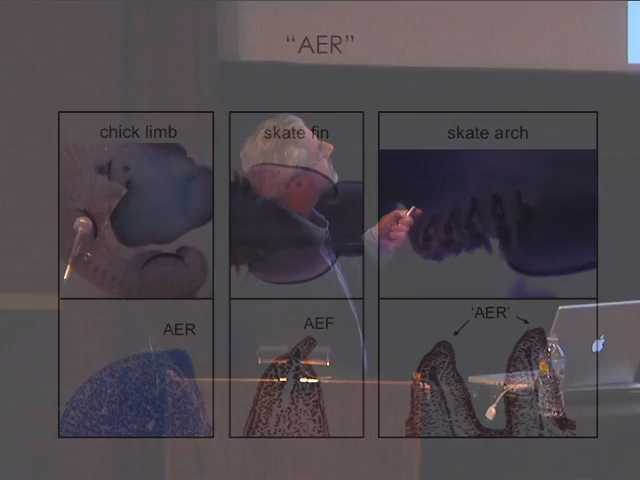 “AER”
chick limb
skate fin
skate arch
AER
AEF
‘AER’